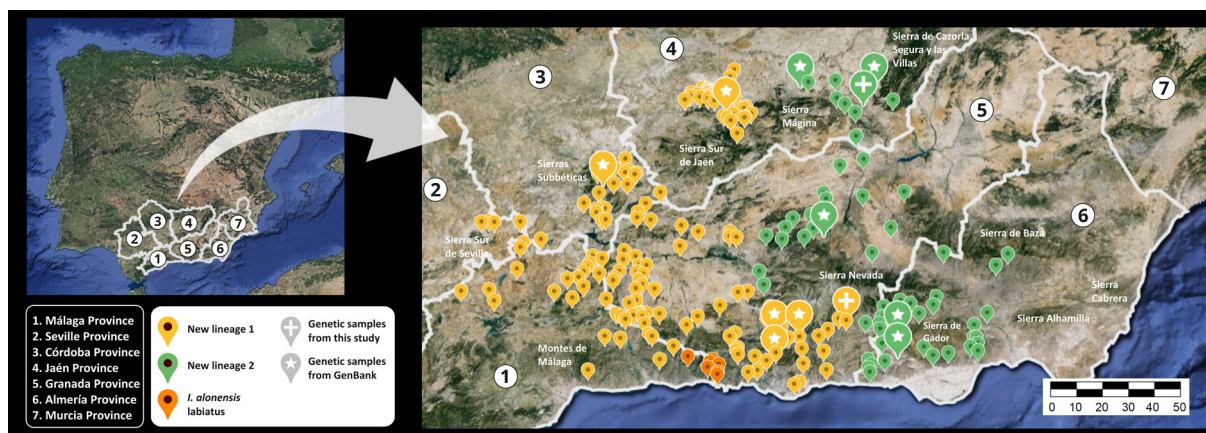 3
4
2
1
5
6
7
1. Málaga Province
2. Seville Province
3. Córdoba Province
4. Jaén Province
5. Granada Province
6. Almería Province
7. Murcia Province
New lineage 1
New lineage 2
I. alonensis
labiatus
Genetic samples
from this study
Genetic samples
from GenBank
4
3
Sierra de Cazorla,
Segura y las
Villas
7
5
Sierra
Mágina
Sierra Sur
de Jaén
Sierras
Subbéticas
2
6
Sierra Sur
de Sevilla
Sierra de Baza
Sierra Nevada
Sierra
Cabrera
Sierra Alhamilla
Sierra de
Gádor
Montes de
Málaga
1
0 10 20 30 40 50